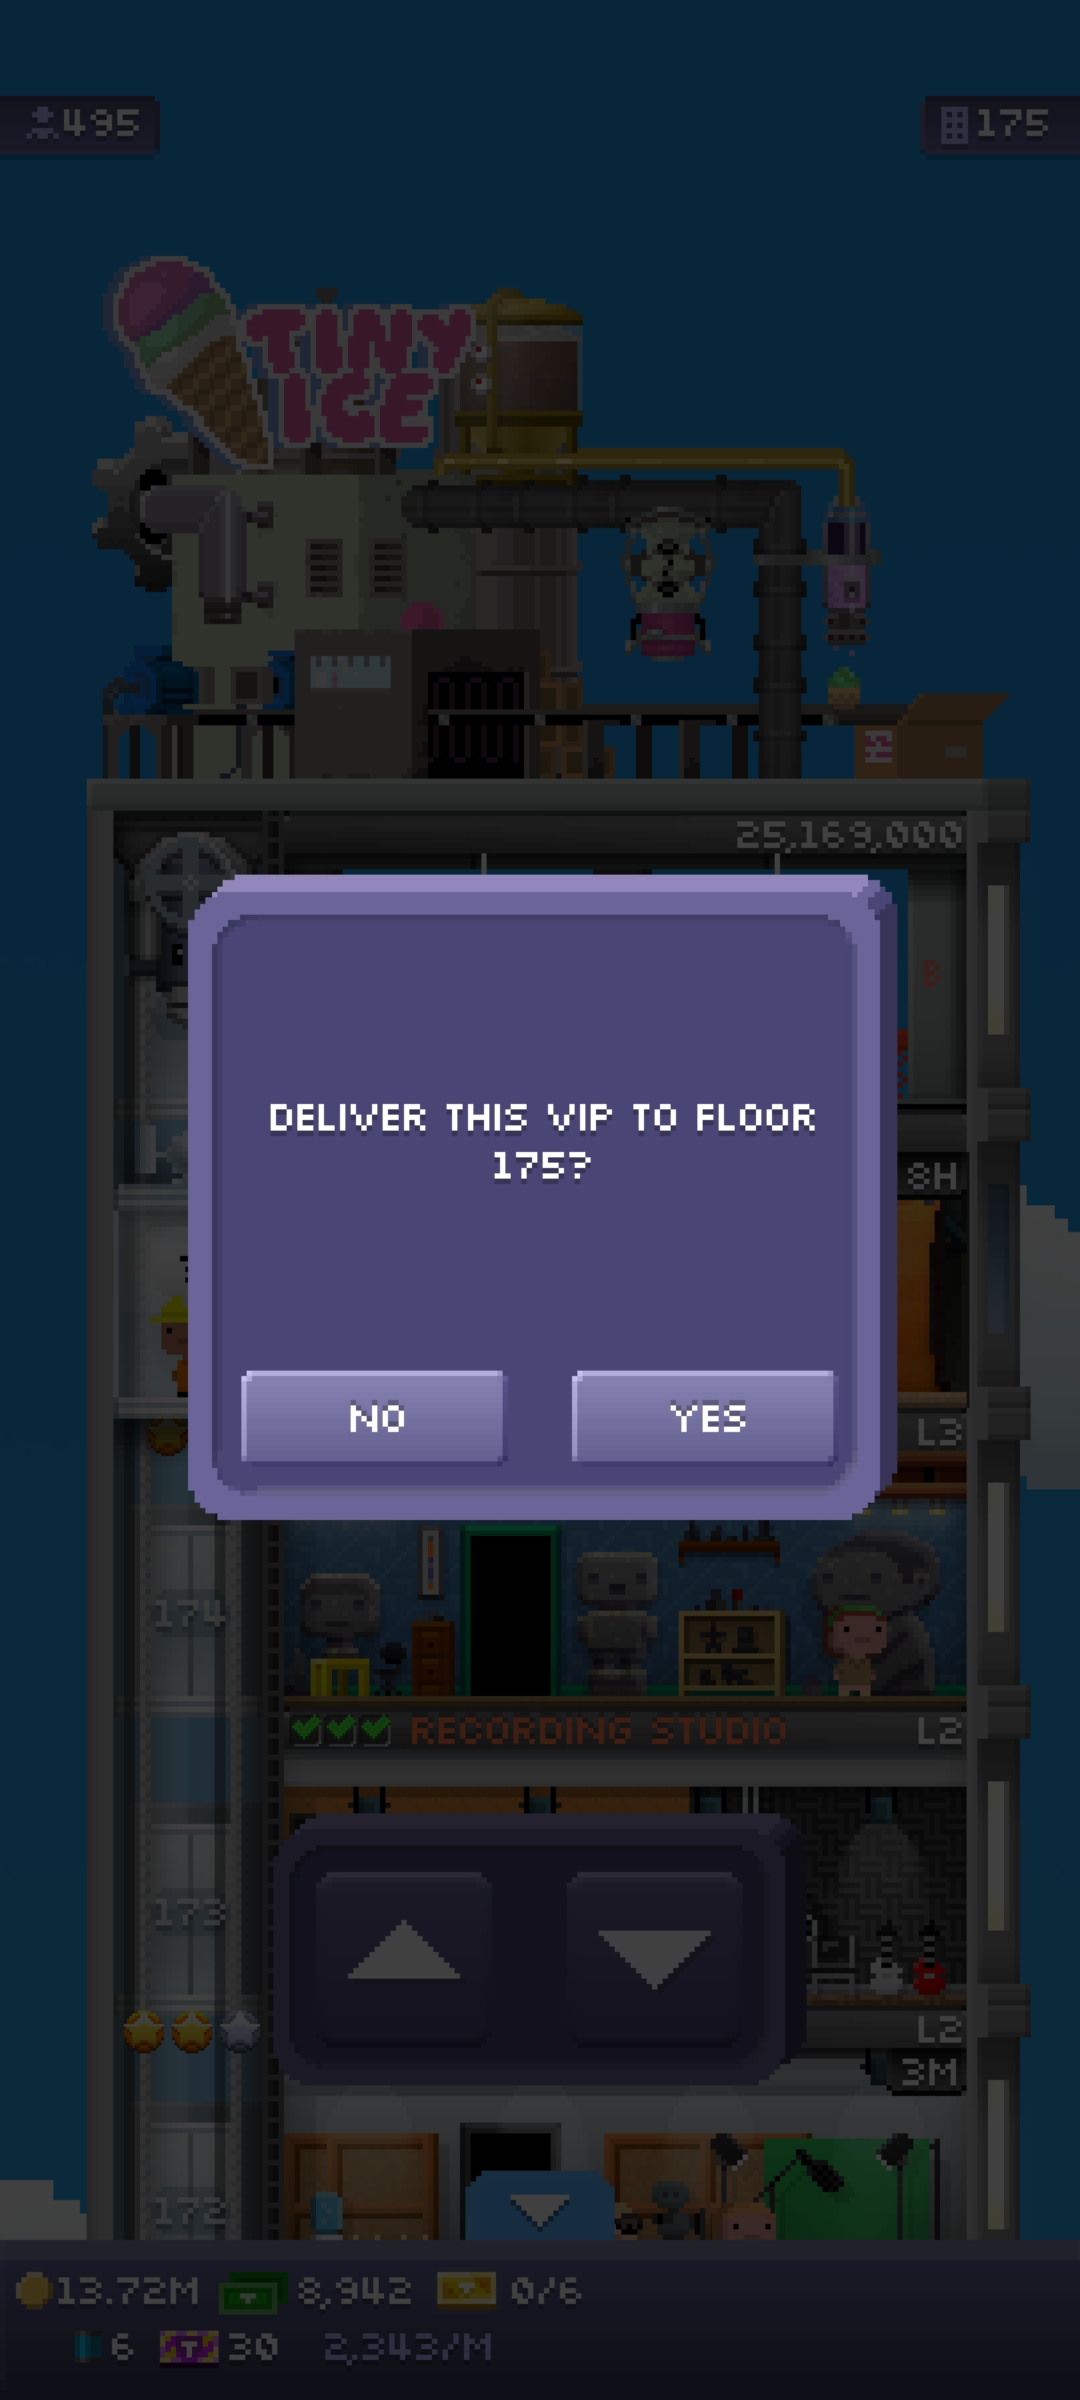 495
175
TINY
ICE
25,169,000
8H
DELIVER THIS VIP TO FLOOR
175?
NO
YES
L3
174
RECORDING STUDIO
L2
173
L2
3M
172
13.72M
8,942
0/6
6
T
30
2,343/M